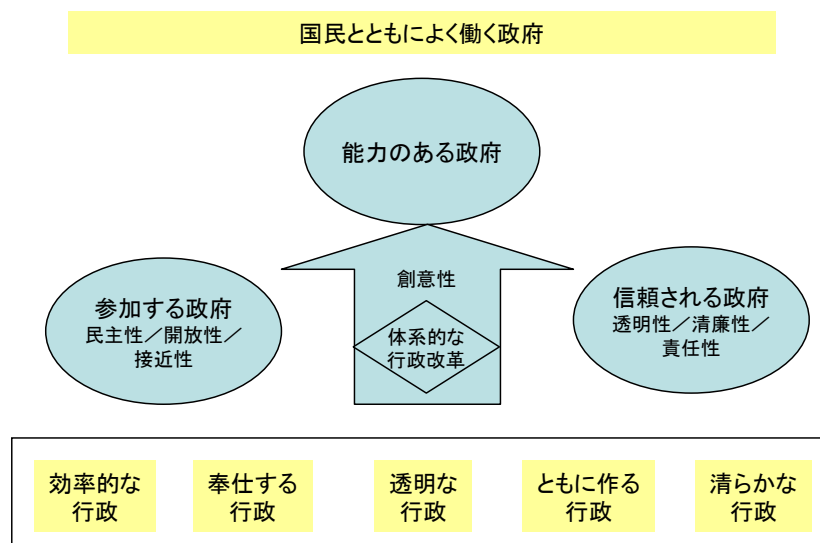 国民とともによく働く政府
能力のある政府
創意性
体系的な
行政改革
参加する政府
民主性／開放性／
接近性
信頼される政府
透明性／清廉性／
責任性
効率的な
行政
奉仕する
行政
透明な
行政
ともに作る
行政
清らかな
行政